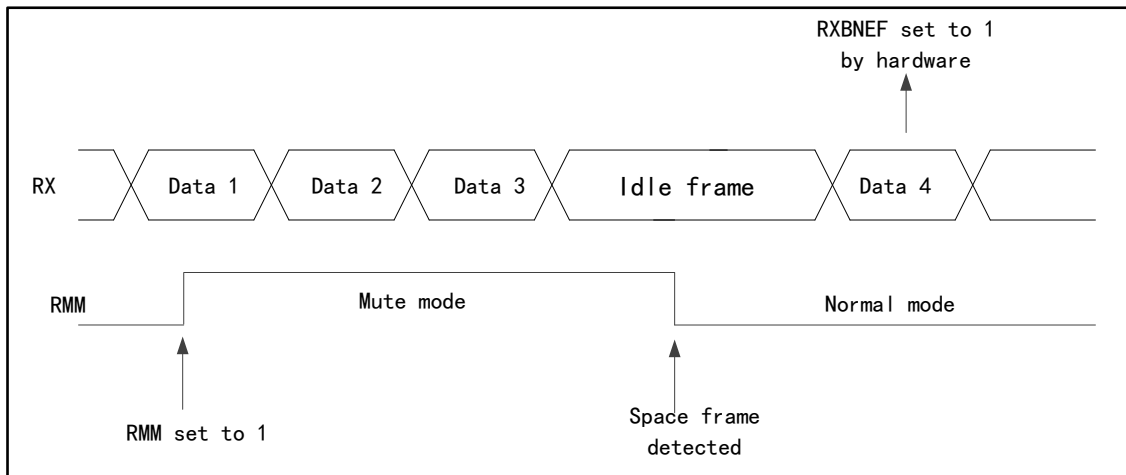 RXBNEF set to 1
by hardware
RX
Data 1
Data 2
Data 3
Idle frame
Data 4
RMM
Mute mode
Normal mode
RMM set to 1
Space frame
detected